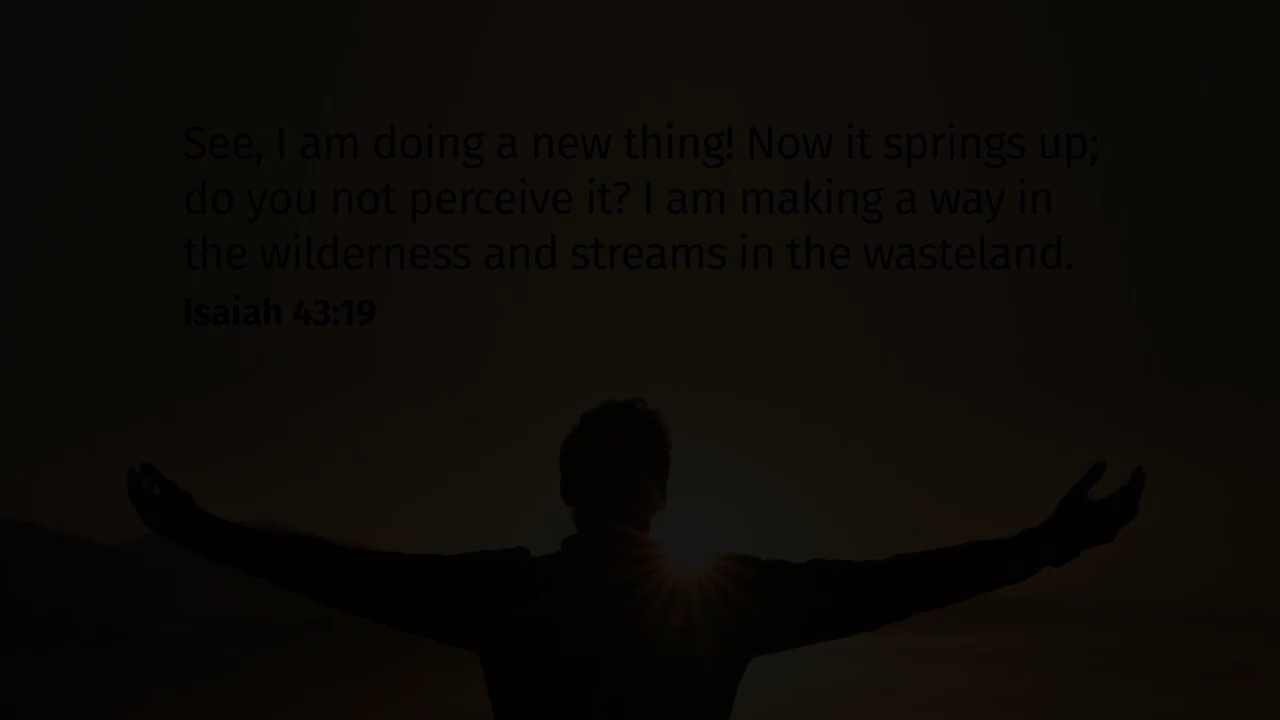 See, I am doing a new thing! Now it springs up;
do you not perceive it? I am making a way in
the wilderness and streams in the wasteland.
Isaiah 43:19